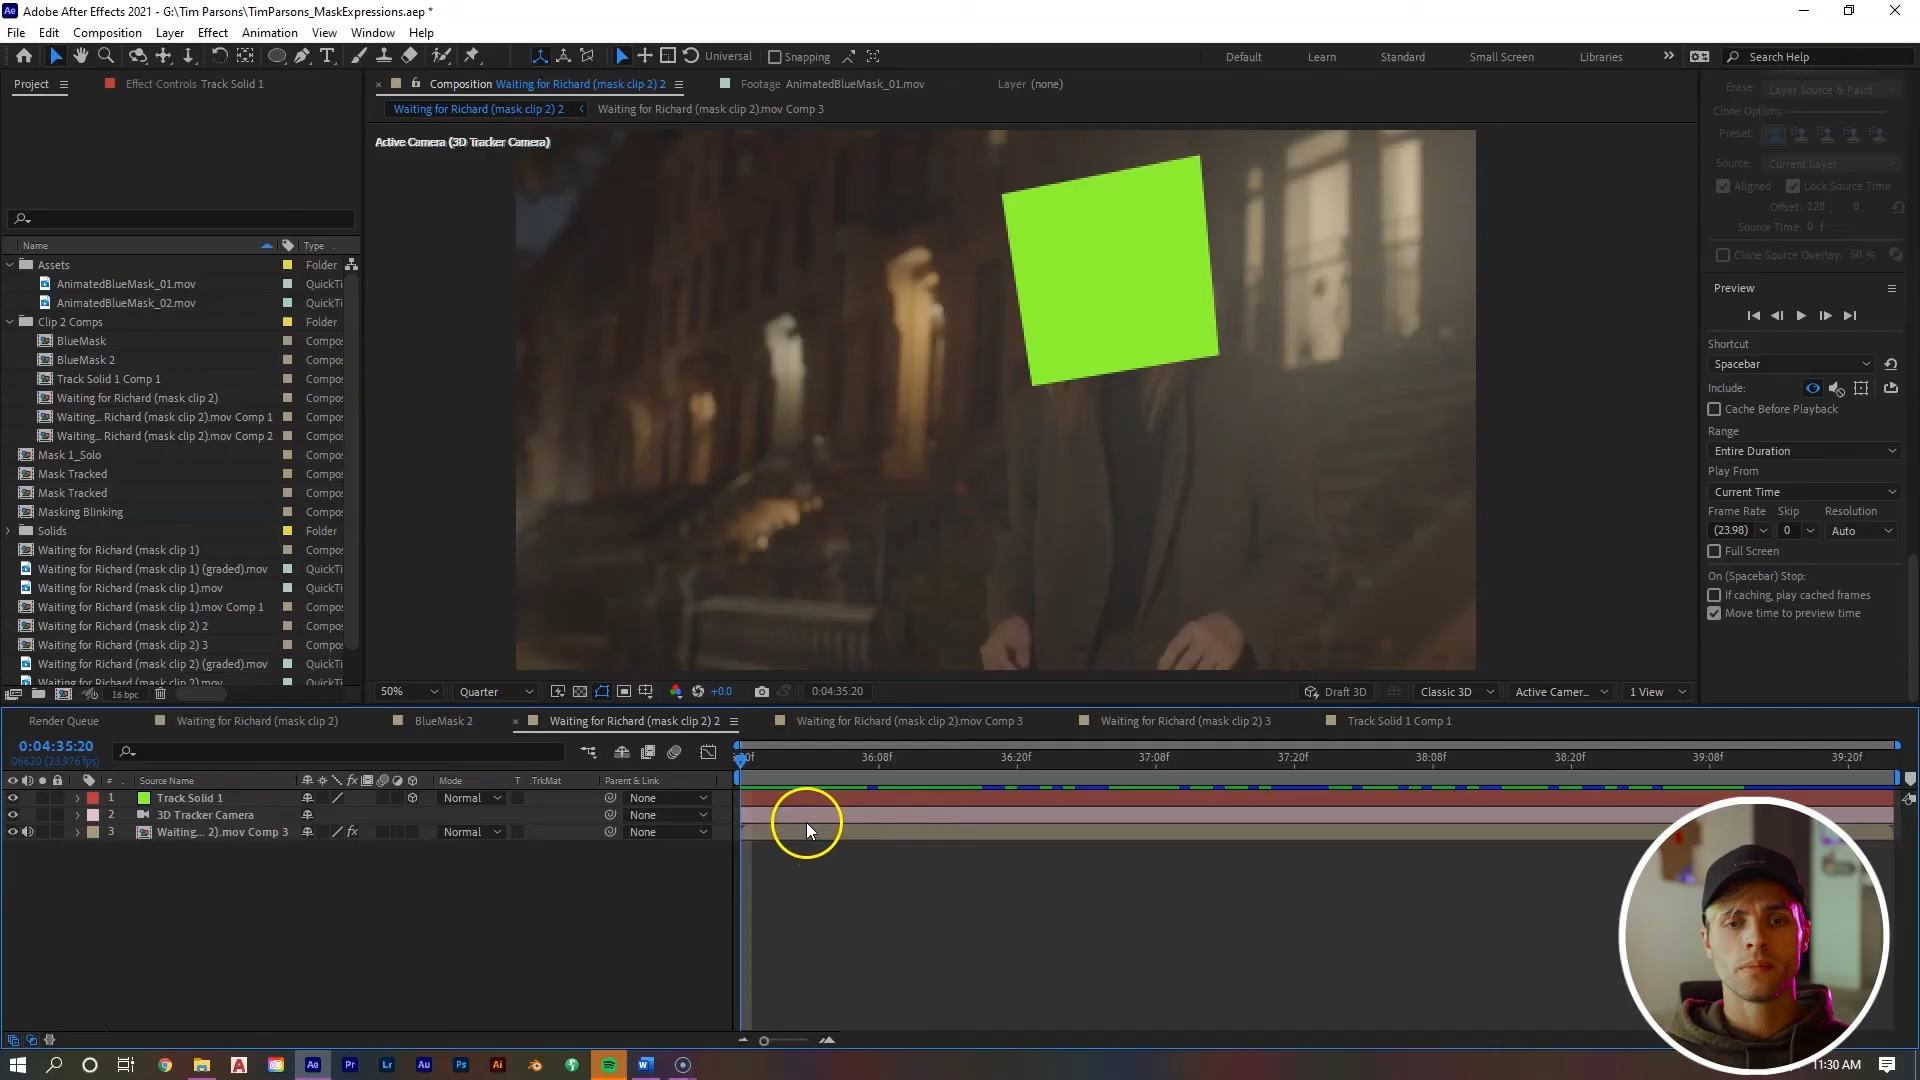 Adobe After Effects 2021 - G:\Tim Parsons\TimParsons_MaskExpressions.aep *
File Edit Composition Layer Effect Animation View Window Help
Universal Snapping Default Learn Standard Small Screen Libraries Search Help
Project Effect Controls Track Solid 1
Composition Waiting for Richard (mask clip 2) 2 Footage AnimatedBlueMask_01.mov Layer (none)
Waiting for Richard (mask clip 2) 2 Waiting for Richard (mask clip 2).mov Comp 3
Active Camera (3D Tracker Camera)
Name Type
Assets Folder
AnimatedBlueMask_01.mov QuickTi
AnimatedBlueMask_02.mov QuickTi
Clip 2 Comps Folder
BlueMask Compo
BlueMask 2 Compo
Track Solid 1 Comp 1 Compo
Waiting for Richard (mask clip 2) Compo
Waiting... Richard (mask clip 2).mov Comp 1 Compo
Waiting... Richard (mask clip 2).mov Comp 2 Compo
Mask 1_Solo Compo
Mask Tracked Compo
Mask Tracked Compo
Masking Blinking Compo
Solids Folder
Waiting for Richard (mask clip 1) Compo
Waiting for Richard (mask clip 1) (graded).mov QuickTi
Waiting for Richard (mask clip 1).mov QuickTi
Waiting for Richard (mask clip 1).mov Comp 1 Compo
Waiting for Richard (mask clip 2) 2 Compo
Waiting for Richard (mask clip 2) 3 Compo
Waiting for Richard (mask clip 2) (graded).mov QuickTi
Waiting for Richard (mask clip 2).mov QuickTi
16 bpc
50% Quarter +0.0 0:04:35:20 Draft 3D Classic 3D Active Camer... 1 View
Erase: Layer Source & Paint
Clone Options
Preset:
Source: Current Layer
Aligned Lock Source Time
Offset: 128 , 0
Source Time: 0 f
Clone Source Overlay: 50 %
Preview
Shortcut
Spacebar
Include:
Cache Before Playback
Range
Entire Duration
Play From
Current Time
Frame Rate Skip Resolution
(23.98) 0 Auto
Full Screen
On (Spacebar) Stop:
If caching, play cached frames
Move time to preview time
Render Queue Waiting for Richard (mask clip 2) BlueMask 2 Waiting for Richard (mask clip 2) 2 Waiting for Richard (mask clip 2).mov Comp 3 Waiting for Richard (mask clip 2) 3 Track Solid 1 Comp 1
0:04:35:20
06620 (23.976 fps)
36:08f 36:20f 37:08f 37:20f 38:08f 38:20f 39:08f 39:20f
# Source Name Mode T .TrkMat Parent & Link
1 Track Solid 1 Normal None
2 3D Tracker Camera None
3 Waiting... 2).mov Comp 3 Normal None
11:30 AM